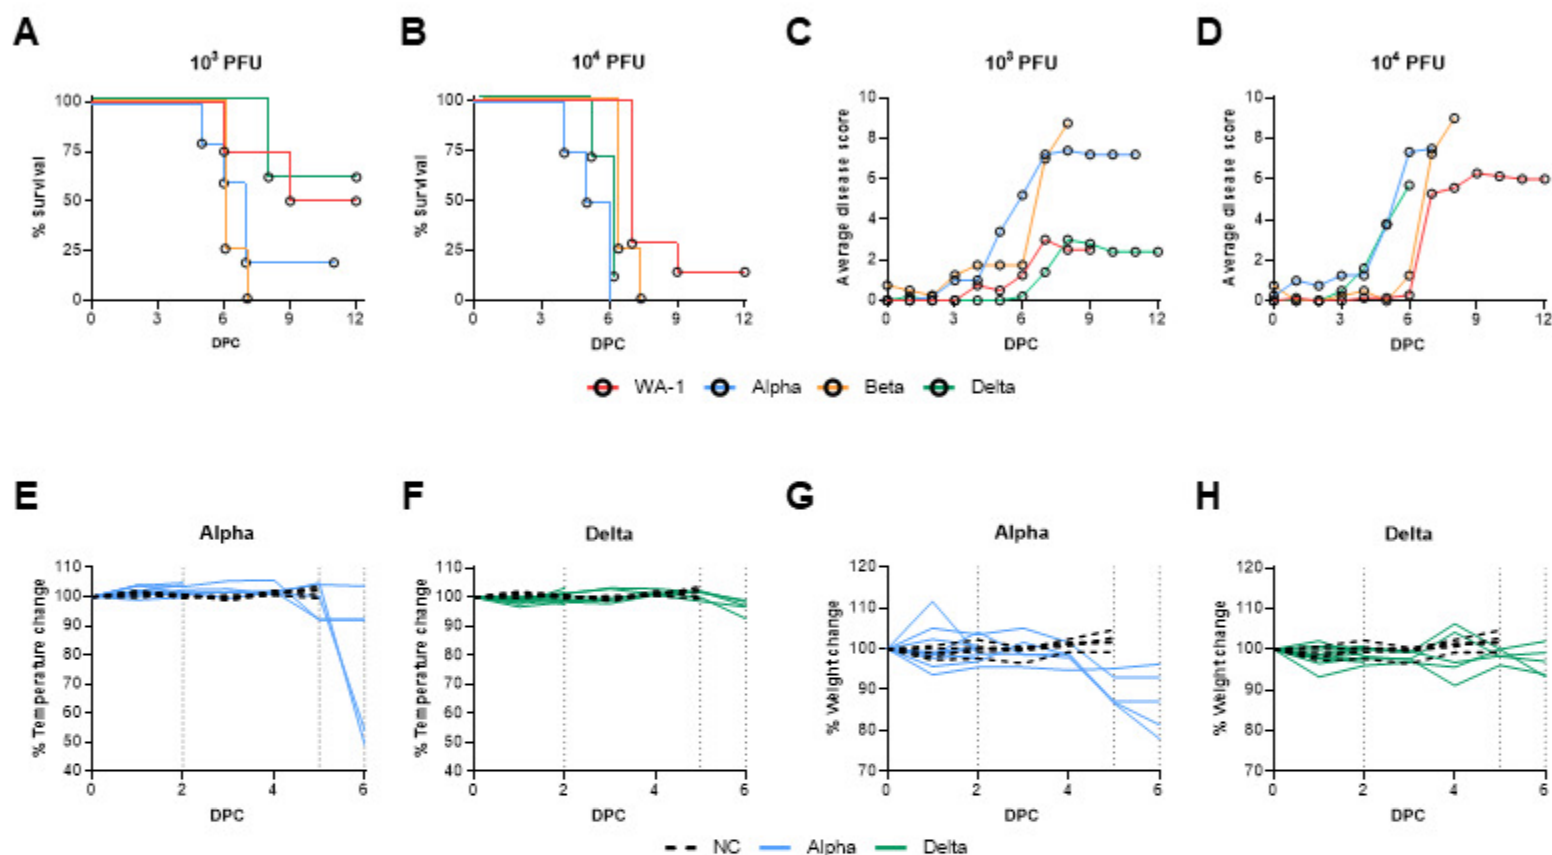 A
B
C
D
10³ PFU
10⁴ PFU
10³ PFU
10⁴ PFU
% Survival
100
75
50
25
0
0 3 6 9 12
DPC
% Survival
100
75
50
25
0
0 3 6 9 12
DPC
Average disease score
10
8
6
4
2
0
0 3 6 9 12
DPC
Average disease score
10
8
6
4
2
0
0 3 6 9 12
DPC
WA-1 Alpha Beta Delta
E
F
G
H
Alpha
Delta
Alpha
Delta
% Temperature change
110
100
90
80
70
60
50
40
0 2 4 6
DPC
% Temperature change
110
100
90
80
70
60
50
40
0 2 4 6
DPC
% Weight change
120
110
100
90
80
70
0 2 4 6
DPC
% Weight change
120
110
100
90
80
70
0 2 4 6
DPC
NC Alpha Delta